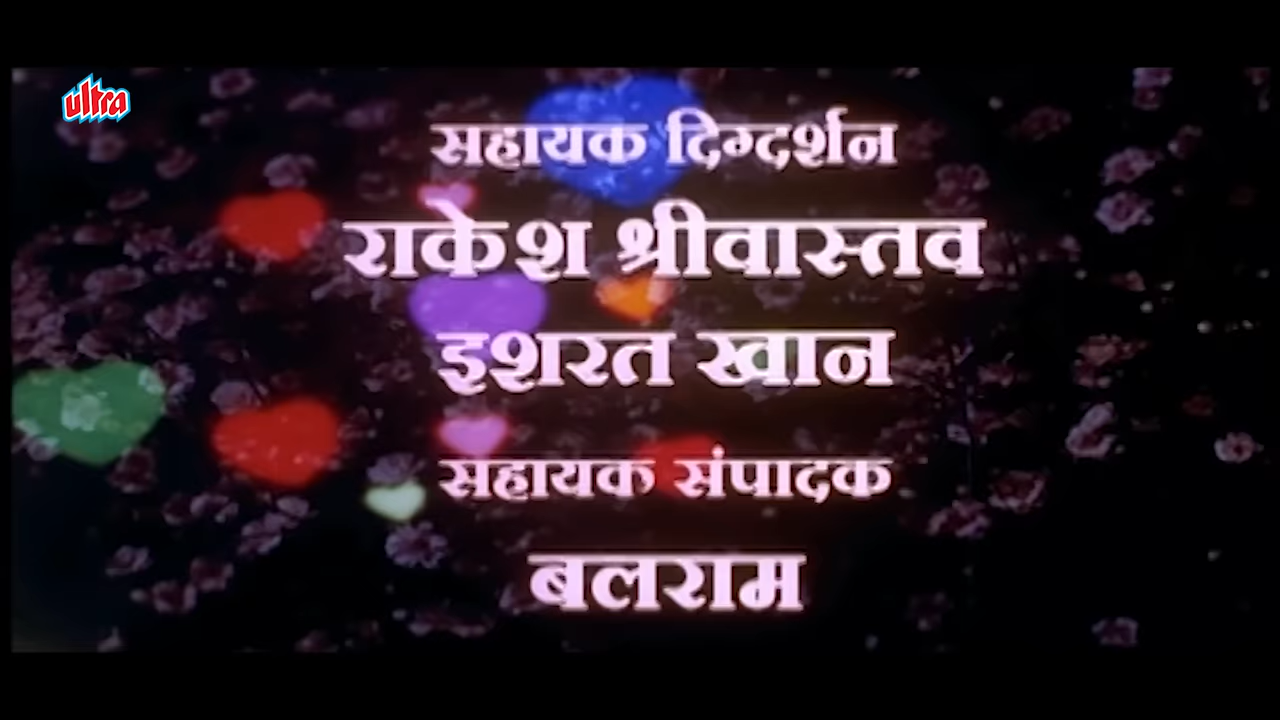 ultra
सहायक दिग्दर्शन
राकेश श्रीवास्तव
इशरत खान
सहायक संपादक
बलराम